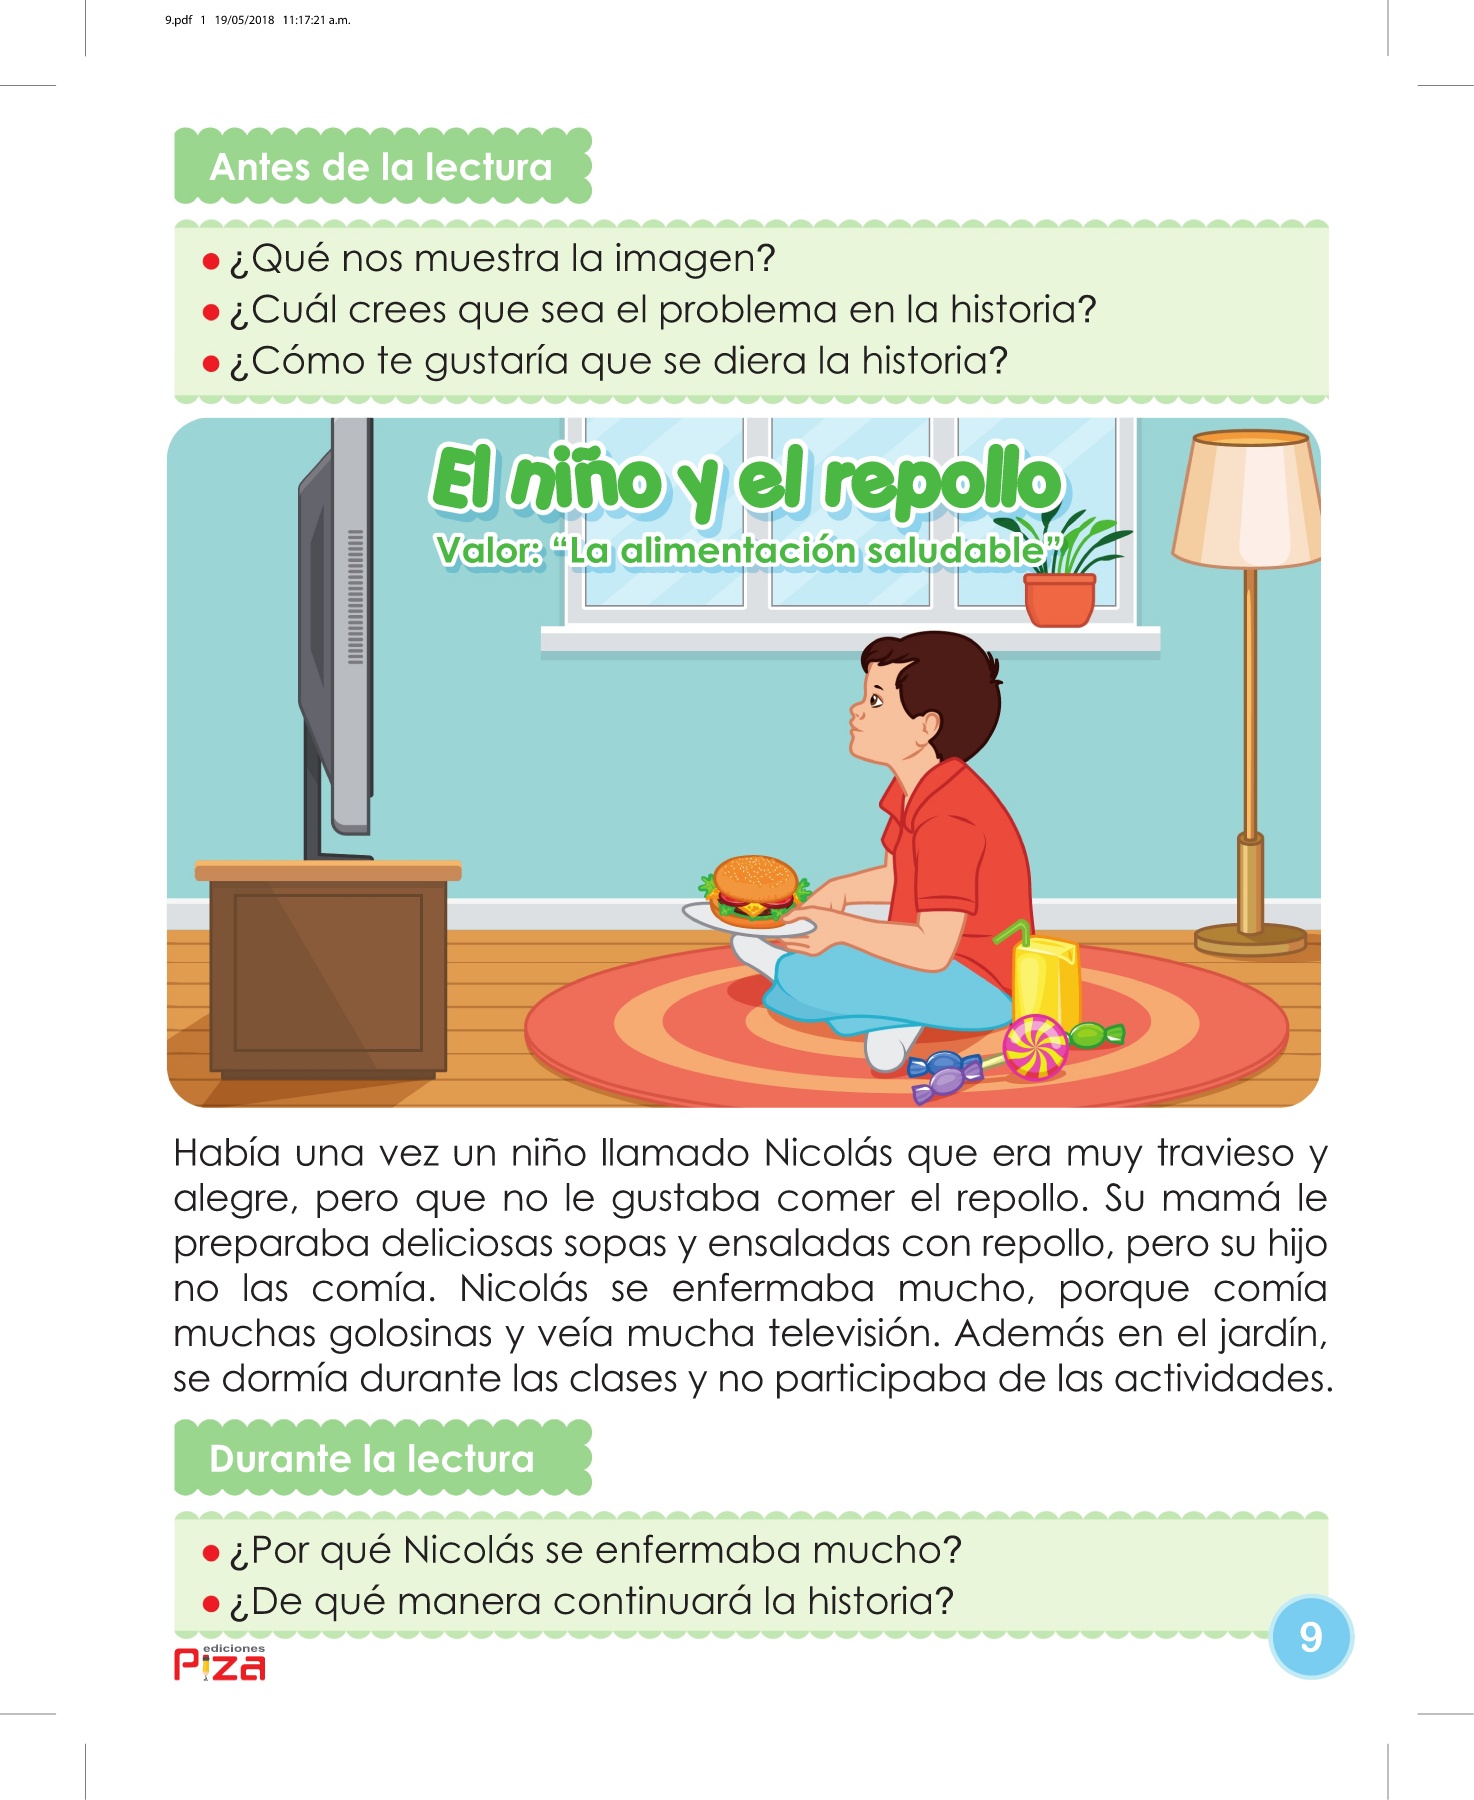 9.pdf 1 19/05/2018 11:17:21 a.m.
Antes de la lectura
• ¿Qué nos muestra la imagen?
• ¿Cuál crees que sea el problema en la historia?
• ¿Cómo te gustaría que se diera la historia?
El niño y el repollo
Valor: “La alimentación saludable”
Había una vez un niño llamado Nicolás que era muy travieso y
alegre, pero que no le gustaba comer el repollo. Su mamá le
preparaba deliciosas sopas y ensaladas con repollo, pero su hijo
no las comía. Nicolás se enfermaba mucho, porque comía
muchas golosinas y veía mucha televisión. Además en el jardín,
se dormía durante las clases y no participaba de las actividades.
Durante la lectura
• ¿Por qué Nicolás se enfermaba mucho?
• ¿De qué manera continuará la historia?
ediciones
Piza
9